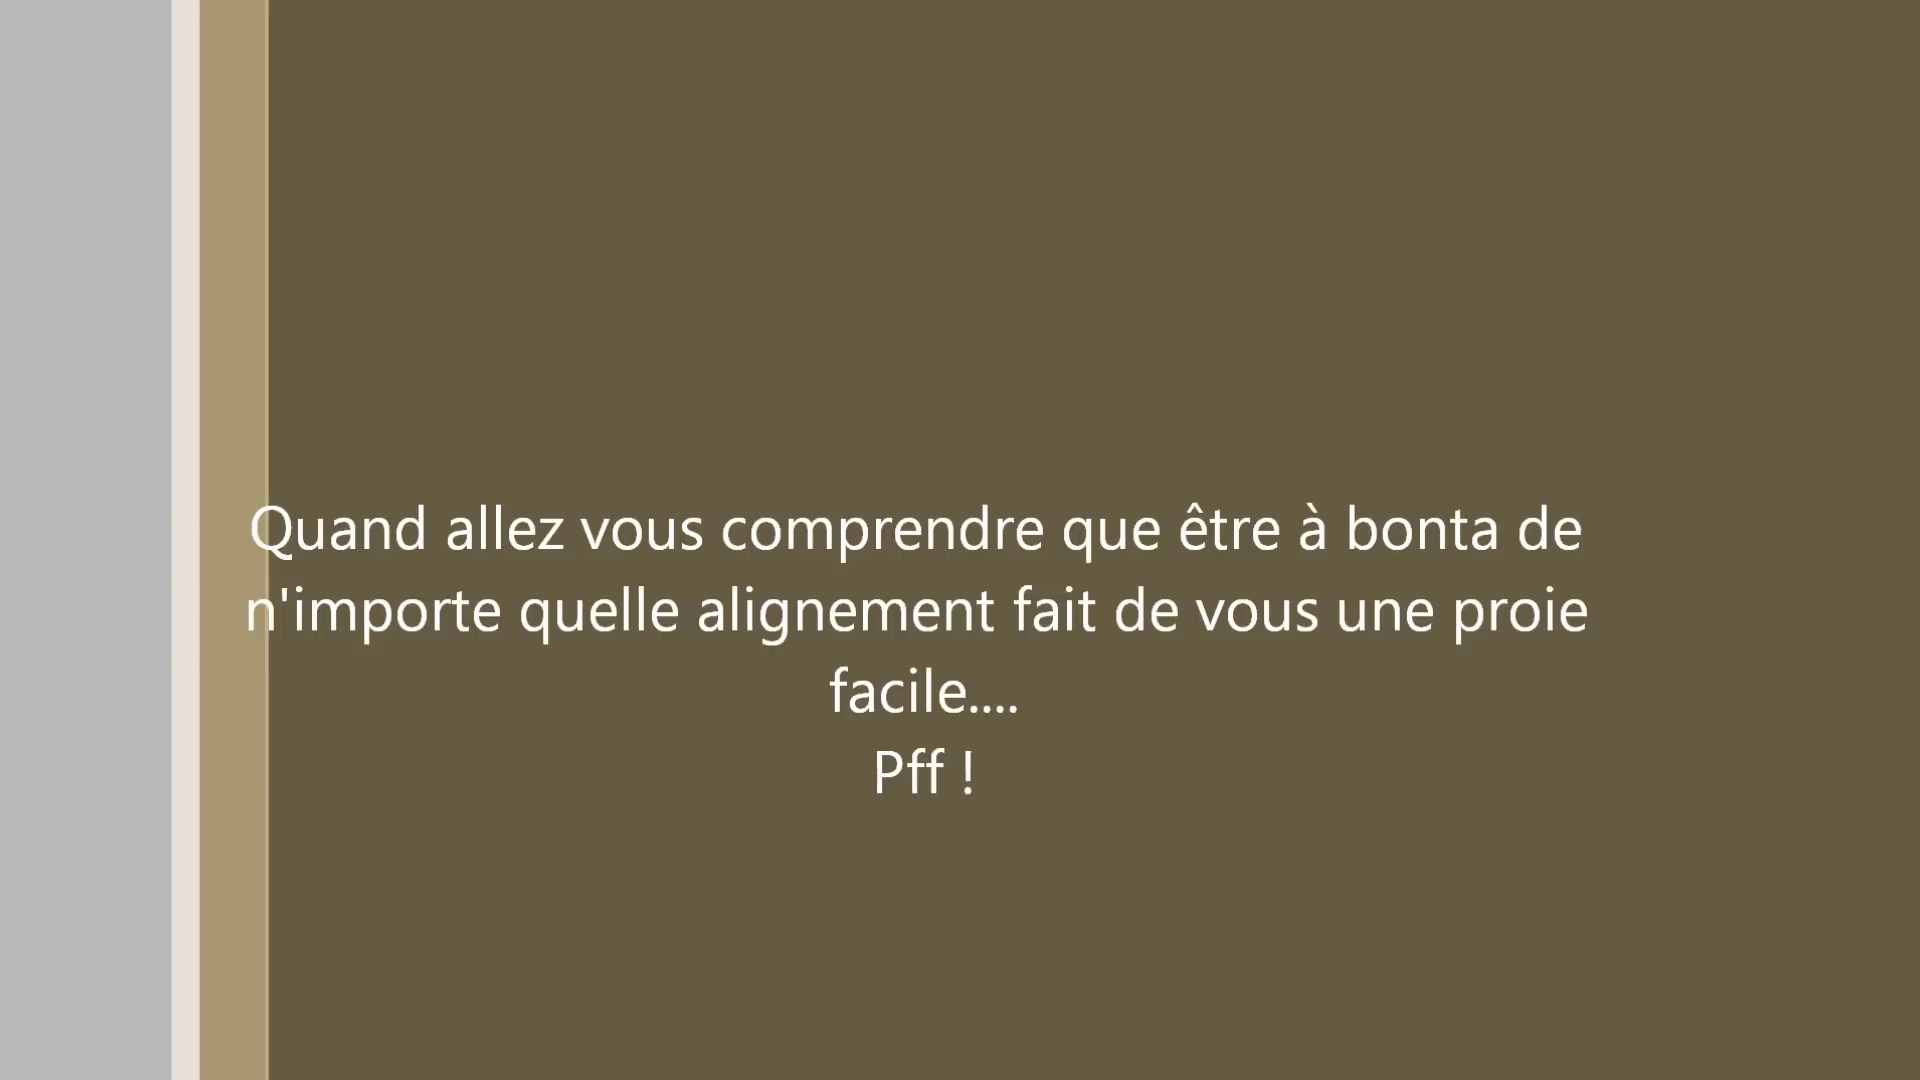 Quand allez vous comprendre que être à bonta de
n'importe quelle alignement fait de vous une proie
facile....
Pff !